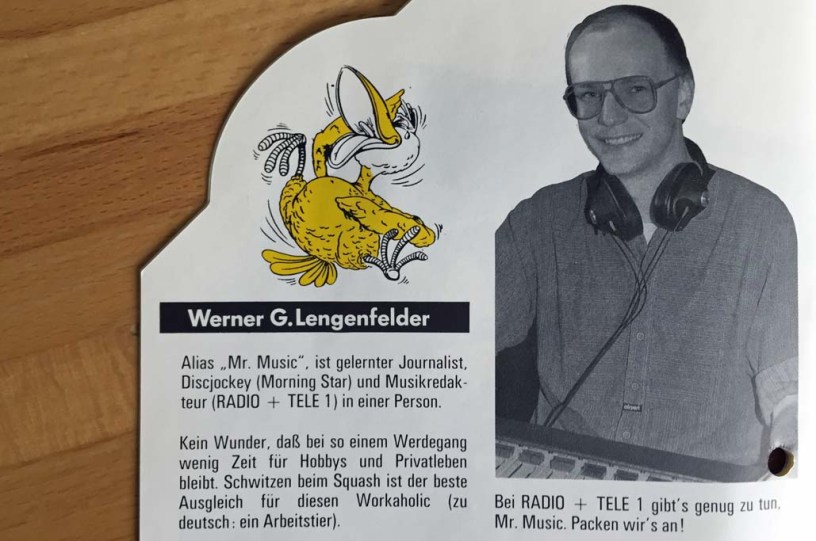 Werner G. Lengenfelder
Alias „Mr. Music“, ist gelernter Journalist,
Discjockey (Morning Star) und Musikredak-
teur (RADIO + TELE 1) in einer Person.
Kein Wunder, daß bei so einem Werdegang
wenig Zeit für Hobbys und Privatleben
bleibt. Schwitzen beim Squash ist der beste
Ausgleich für diesen Workaholic (zu
deutsch: ein Arbeitstier).
Bei RADIO + TELE 1 gibt's genug zu tun,
Mr. Music. Packen wir's an!